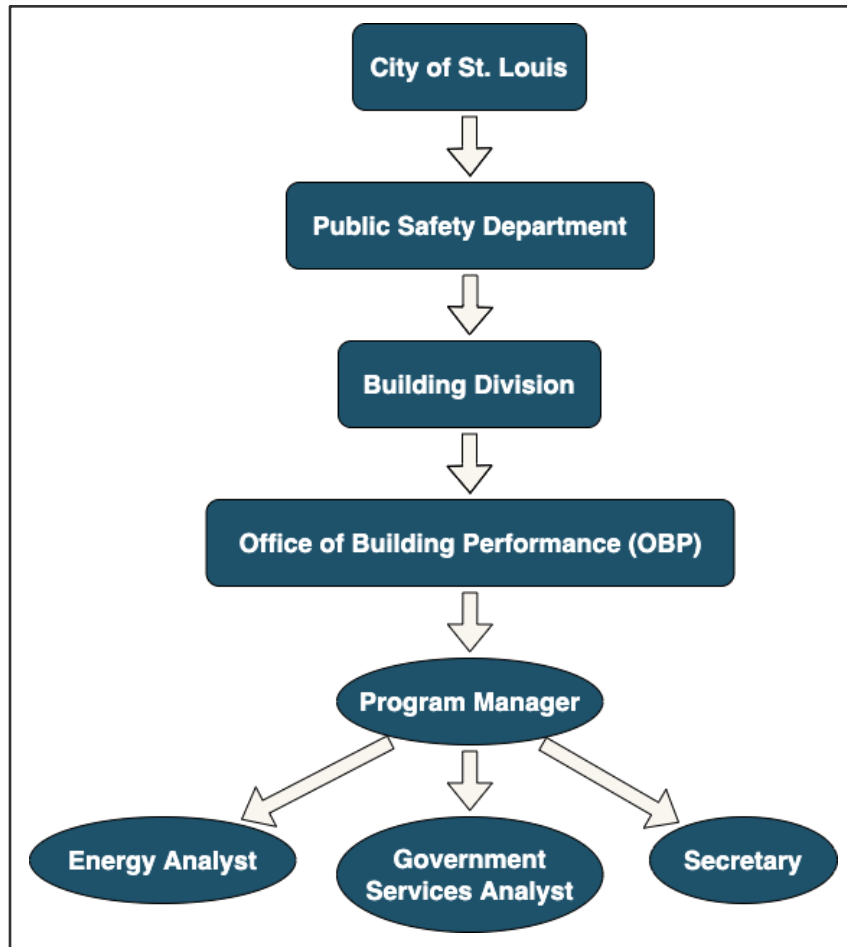 City of St. Louis
Public Safety Department
Building Division
Office of Building Performance (OBP)
Program Manager
Energy Analyst
Government
Services Analyst
Secretary